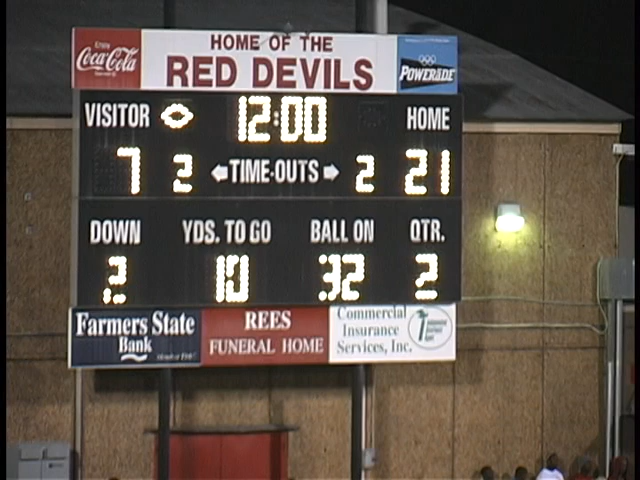 Enjoy
Coca-Cola
HOME OF THE
RED DEVILS
POWERADE
VISITOR 12:00 HOME
7 2 TIME-OUTS 2 21
DOWN YDS. TO GO BALL ON QTR.
2 10 32 2
Farmers State
Bank
REES
FUNERAL HOME
Commercial
Insurance
Services, Inc.